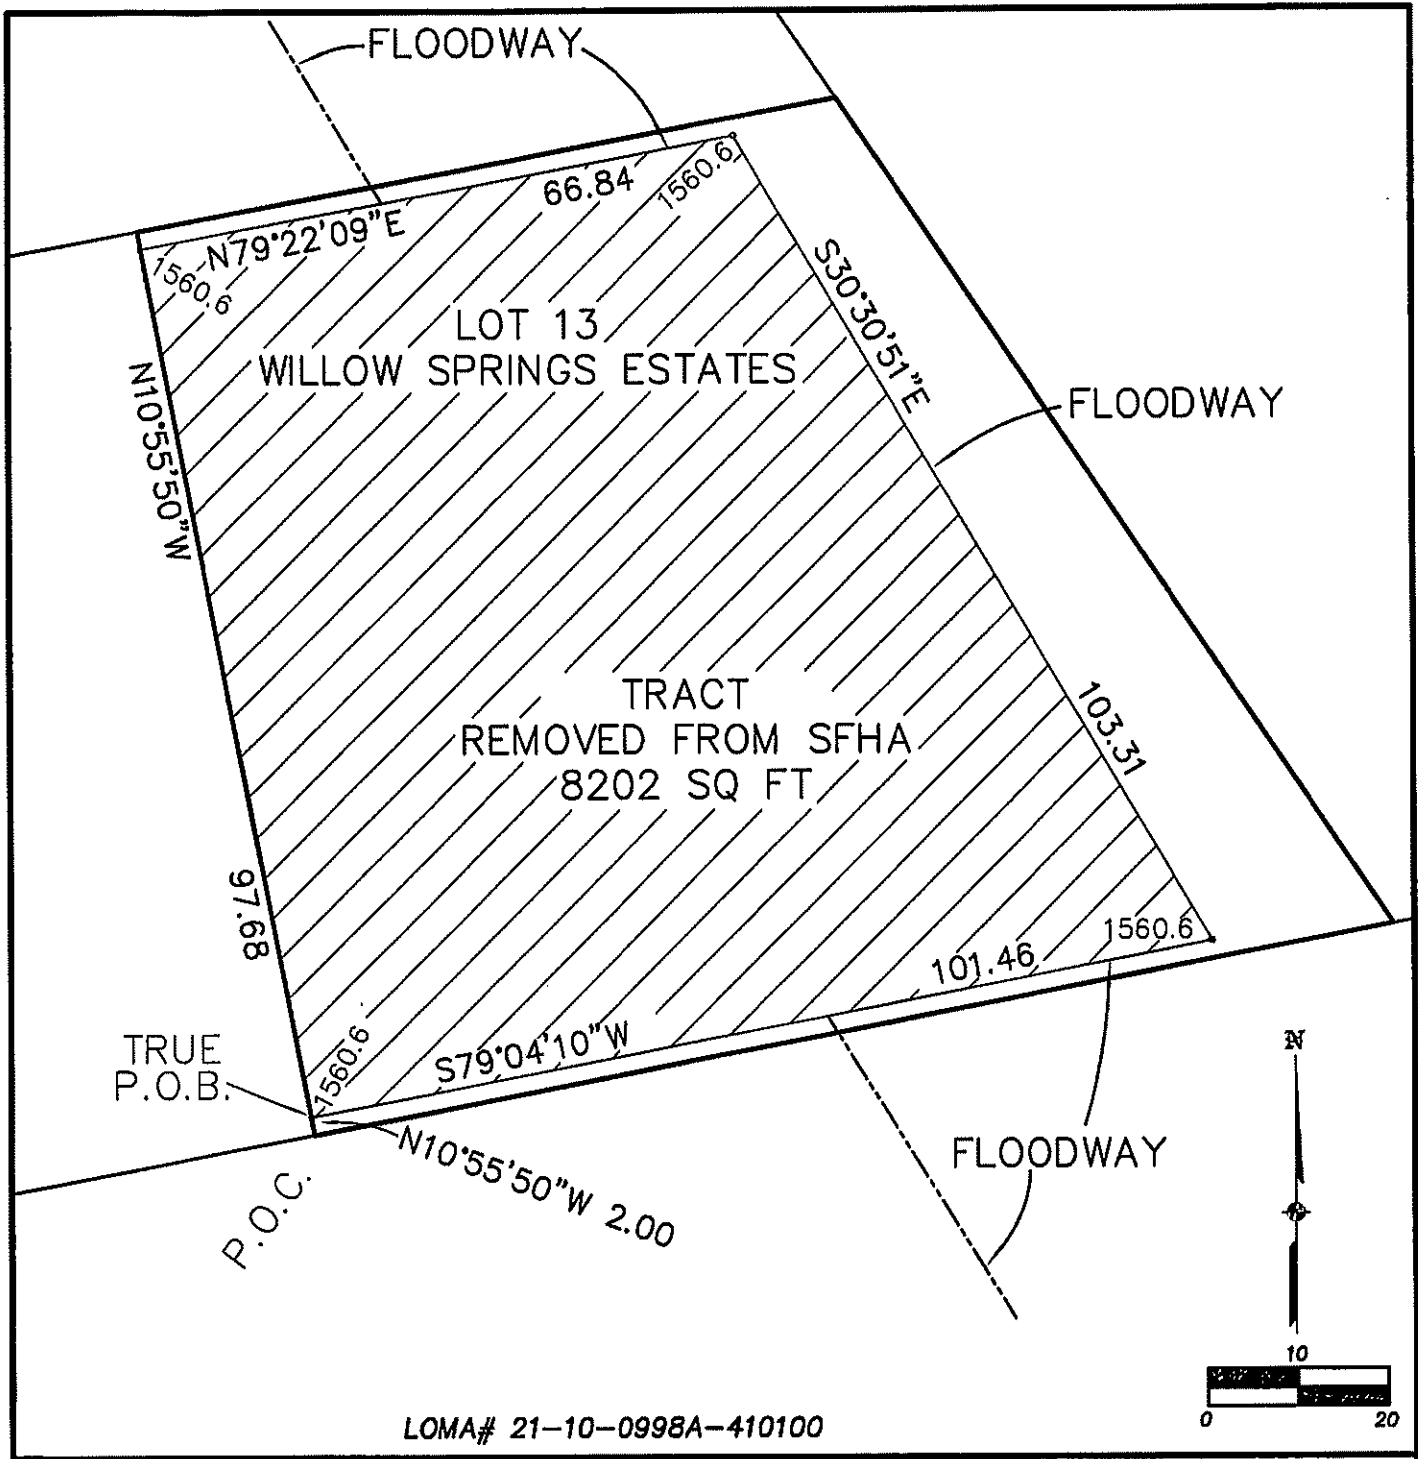 FLOODWAY
66.84
1560.6
N79°22'09"E
1560.6
S30°30'51"E
LOT 13
WILLOW SPRINGS ESTATES
N10°55'50"W
FLOODWAY
TRACT
REMOVED FROM SFHA
8202 SQ FT
103.31
97.68
1560.6
101.46
TRUE
P.O.B.
1560.6
S79°04'10"W
N
N10°55'50"W 2.00
FLOODWAY
P.O.C.
10
0 20
LOMA# 21-10-0998A-410100